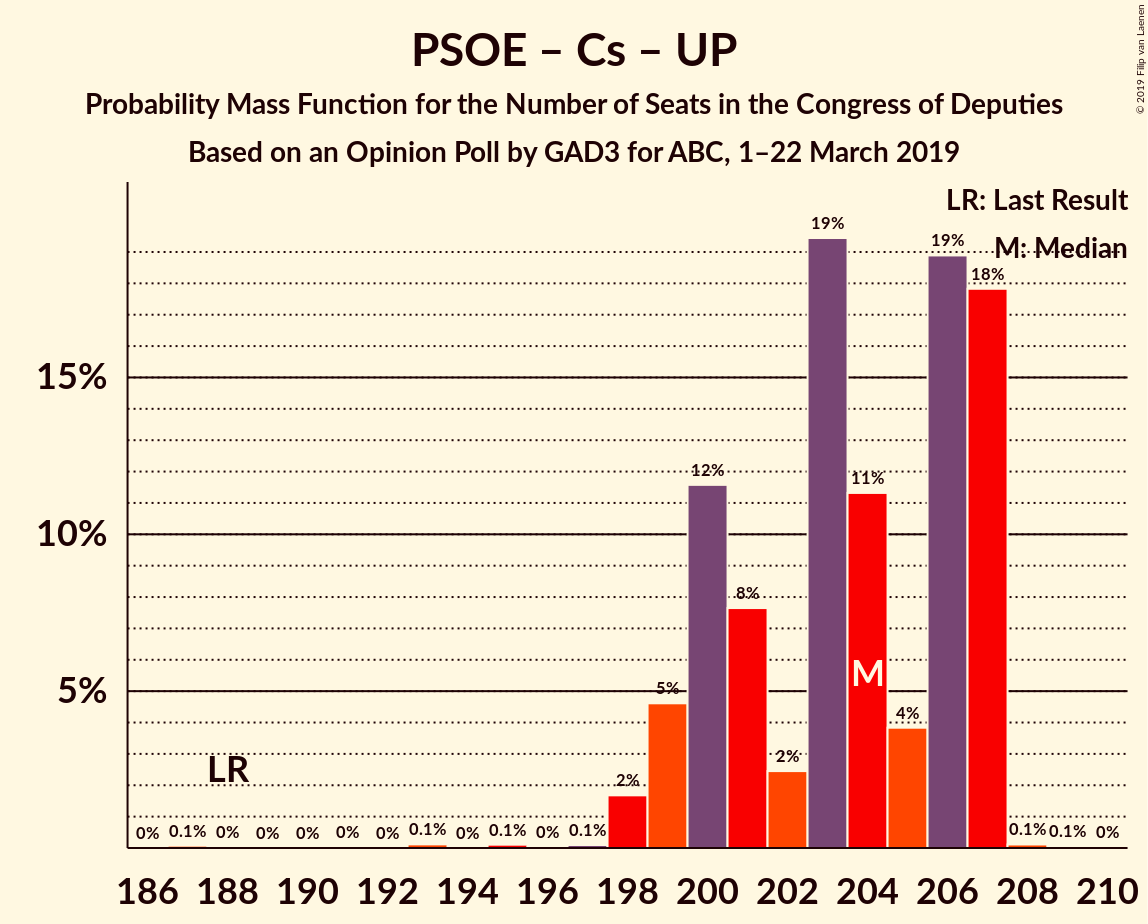 PSOE – Cs – UP
Probability Mass Function for the Number of Seats in the Congress of Deputies
Based on an Opinion Poll by GAD3 for ABC, 1–22 March 2019
© 2019 Filip van Laenen
LR: Last Result
M: Median
19%
19%
18%
15%
12%
11%
10%
8%
M
5%
5%
4%
2%
LR
2%
0% 0.1% 0% 0% 0% 0% 0% 0.1% 0% 0.1% 0% 0.1% 0.1% 0.1% 0%
186 188 190 192 194 196 198 200 202 204 206 208 210